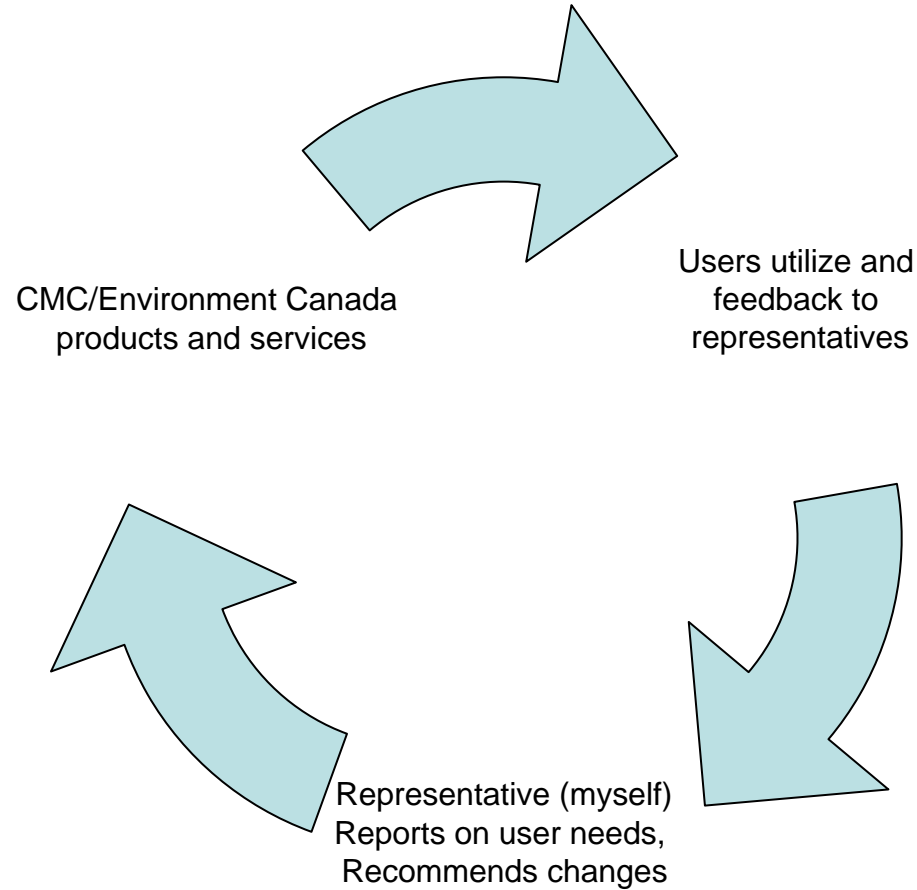 CMC/Environment Canada
products and services
Users utilize and
feedback to
representatives
Representative (myself)
Reports on user needs,
Recommends changes